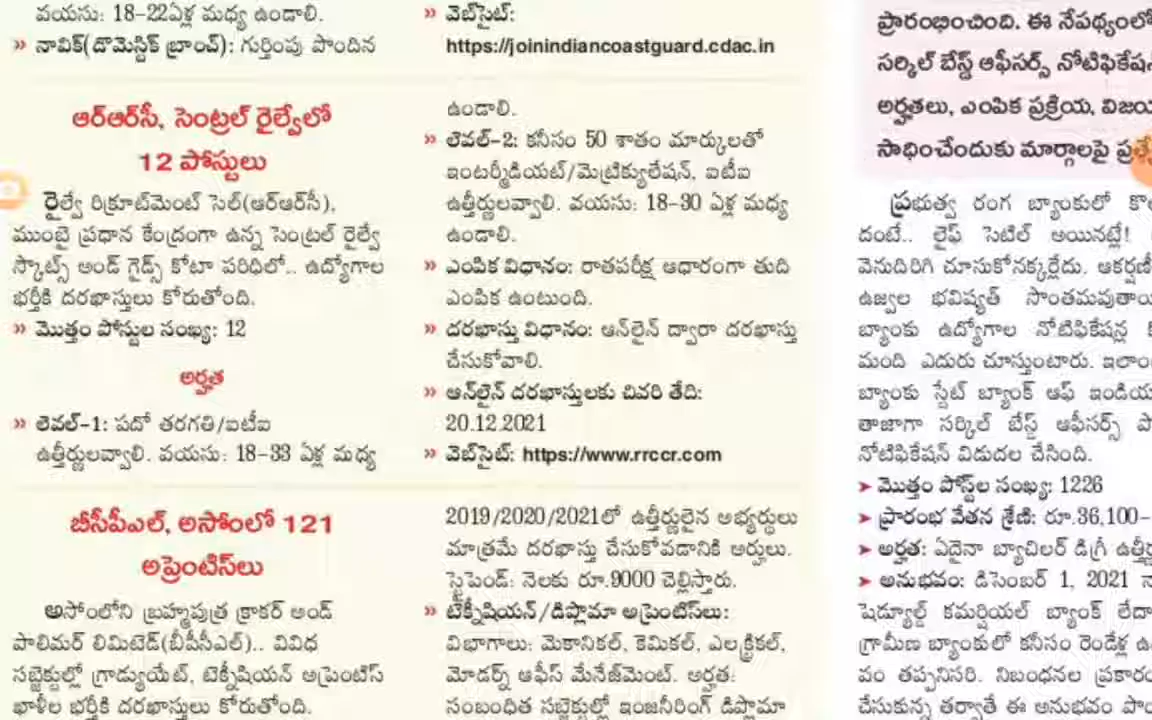 వయసు: 18-22ఏళ్ల మధ్య ఉండాలి.
» నావిక్(డొమెస్టిక్ బ్రాంచ్): గుర్తింపు పొందిన
» వెబ్‌సైట్:
https://joinindiancoastguard.cdac.in
ఆర్ఆర్‌సీ, సెంట్రల్ రైల్వేలో
12 పోస్టులు
రైల్వే రిక్రూట్‌మెంట్ సెల్(ఆర్ఆర్‌సీ),
ముంబై ప్రధాన కేంద్రంగా ఉన్న సెంట్రల్ రైల్వే
స్కౌట్స్ అండ్ గైడ్స్ కోటా పరిధిలో.. ఉద్యోగాల
భర్తీకి దరఖాస్తులు కోరుతోంది.
» మొత్తం పోస్టుల సంఖ్య: 12
అర్హత
» లెవల్-1: పదో తరగతి/ఐటీఐ
ఉత్తీర్ణులవ్వాలి. వయసు: 18-33 ఏళ్ల మధ్య
ఉండాలి.
» లెవల్-2: కనీసం 50 శాతం మార్కులతో
ఇంటర్మీడియట్/మెట్రిక్యులేషన్, ఐటీఐ
ఉత్తీర్ణులవ్వాలి. వయసు: 18-30 ఏళ్ల మధ్య
ఉండాలి.
» ఎంపిక విధానం: రాతపరీక్ష ఆధారంగా తుది
ఎంపిక ఉంటుంది.
» దరఖాస్తు విధానం: ఆన్‌లైన్ ద్వారా దరఖాస్తు
చేసుకోవాలి.
» ఆన్‌లైన్ దరఖాస్తులకు చివరి తేది:
20.12.2021
» వెబ్‌సైట్: https://www.rrccr.com
బీసీపీఎల్, అసోంలో 121
అప్రెంటిస్‌లు
అసోంలోని బ్రహ్మపుత్ర క్రాకర్ అండ్
పాలిమర్ లిమిటెడ్(బీపీసీఎల్).. వివిధ
సబ్జెక్టుల్లో గ్రాడ్యుయేట్, టెక్నీషియన్ అప్రెంటిస్
ఖాళీల భర్తీకి దరఖాస్తులు కోరుతోంది.
2019/2020/2021లో ఉత్తీర్ణులైన అభ్యర్థులు
మాత్రమే దరఖాస్తు చేసుకోవడానికి అర్హులు.
స్టైపెండ్: నెలకు రూ.9000 చెల్లిస్తారు.
» టెక్నీషియన్/డిప్లొమా అప్రెంటిస్‌లు:
విభాగాలు: మెకానికల్, కెమికల్, ఎలక్ట్రికల్,
మోడర్న్ ఆఫీస్ మేనేజ్‌మెంట్. అర్హత:
సంబంధిత సబ్జెక్టుల్లో ఇంజనీరింగ్ డిప్లొమా
ప్రారంభించింది. ఈ నేపథ్యంలో
సర్కిల్ బేస్డ్ ఆఫీసర్స్ నోటిఫికేషన్
అర్హతలు, ఎంపిక ప్రక్రియ,
సాధించేందుకు మార్గాలపై
ప్రభుత్వ రంగ బ్యాంకులో
దంటే.. లైఫ్ సెటిల్ అయినట్లే!
వెనుదిరిగి చూసుకోనక్కర్లేదు.
ఉజ్వల భవిష్యత్
బ్యాంకు ఉద్యోగాల నోటిఫికేషన్ల
మంది ఎదురు చూస్తుంటారు.
బ్యాంకు స్టేట్ బ్యాంక్ ఆఫ్
తాజాగా సర్కిల్ బేస్డ్ ఆఫీసర్స్
నోటిఫికేషన్ విడుదల చేసింది.
➤ మొత్తం పోస్ట్‌ల సంఖ్య: 1226
➤ ప్రారంభ వేతన శ్రేణి: రూ.36,100-
➤ అర్హత: ఏదైనా బ్యాచిలర్ డిగ్రీ
➤ అనుభవం: డిసెంబర్ 1, 2021
షెడ్యూల్డ్ కమర్షియల్ బ్యాంక్ లేదా
గ్రామీణ బ్యాంకులో కనీసం రెండేళ్ల
వం తప్పనిసరి. నిబంధనల
చేసుకున్న తర్వాతే ఈ అనుభవం